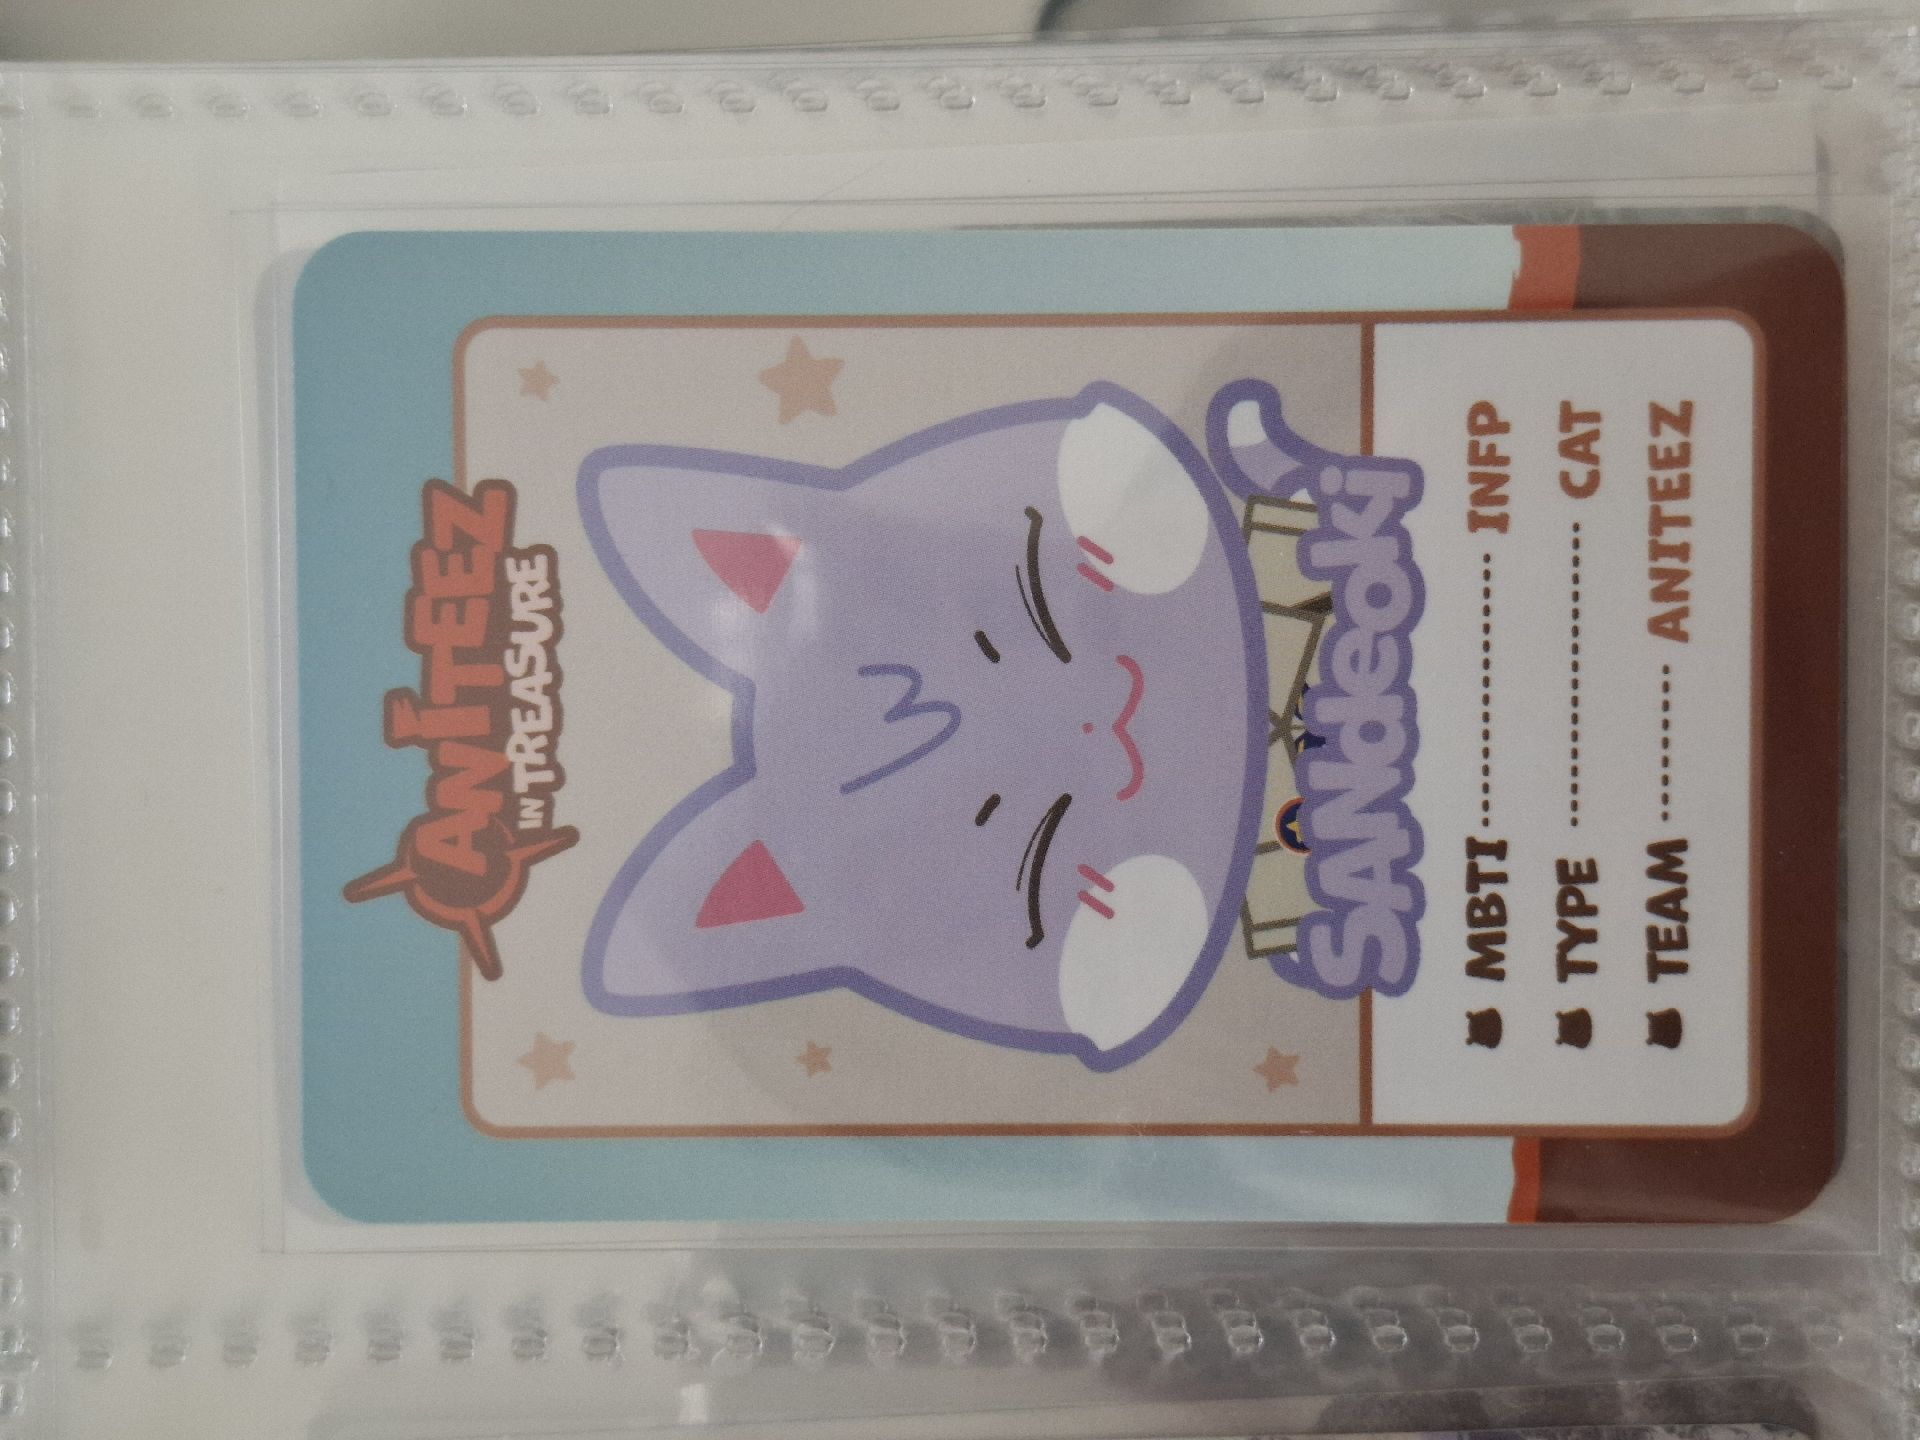 ANITEEZ
IN TREASURE
SANdeoki
MBTI ---------------- INFP
TYPE ------------------ CAT
TEAM --------- ANITEEZ